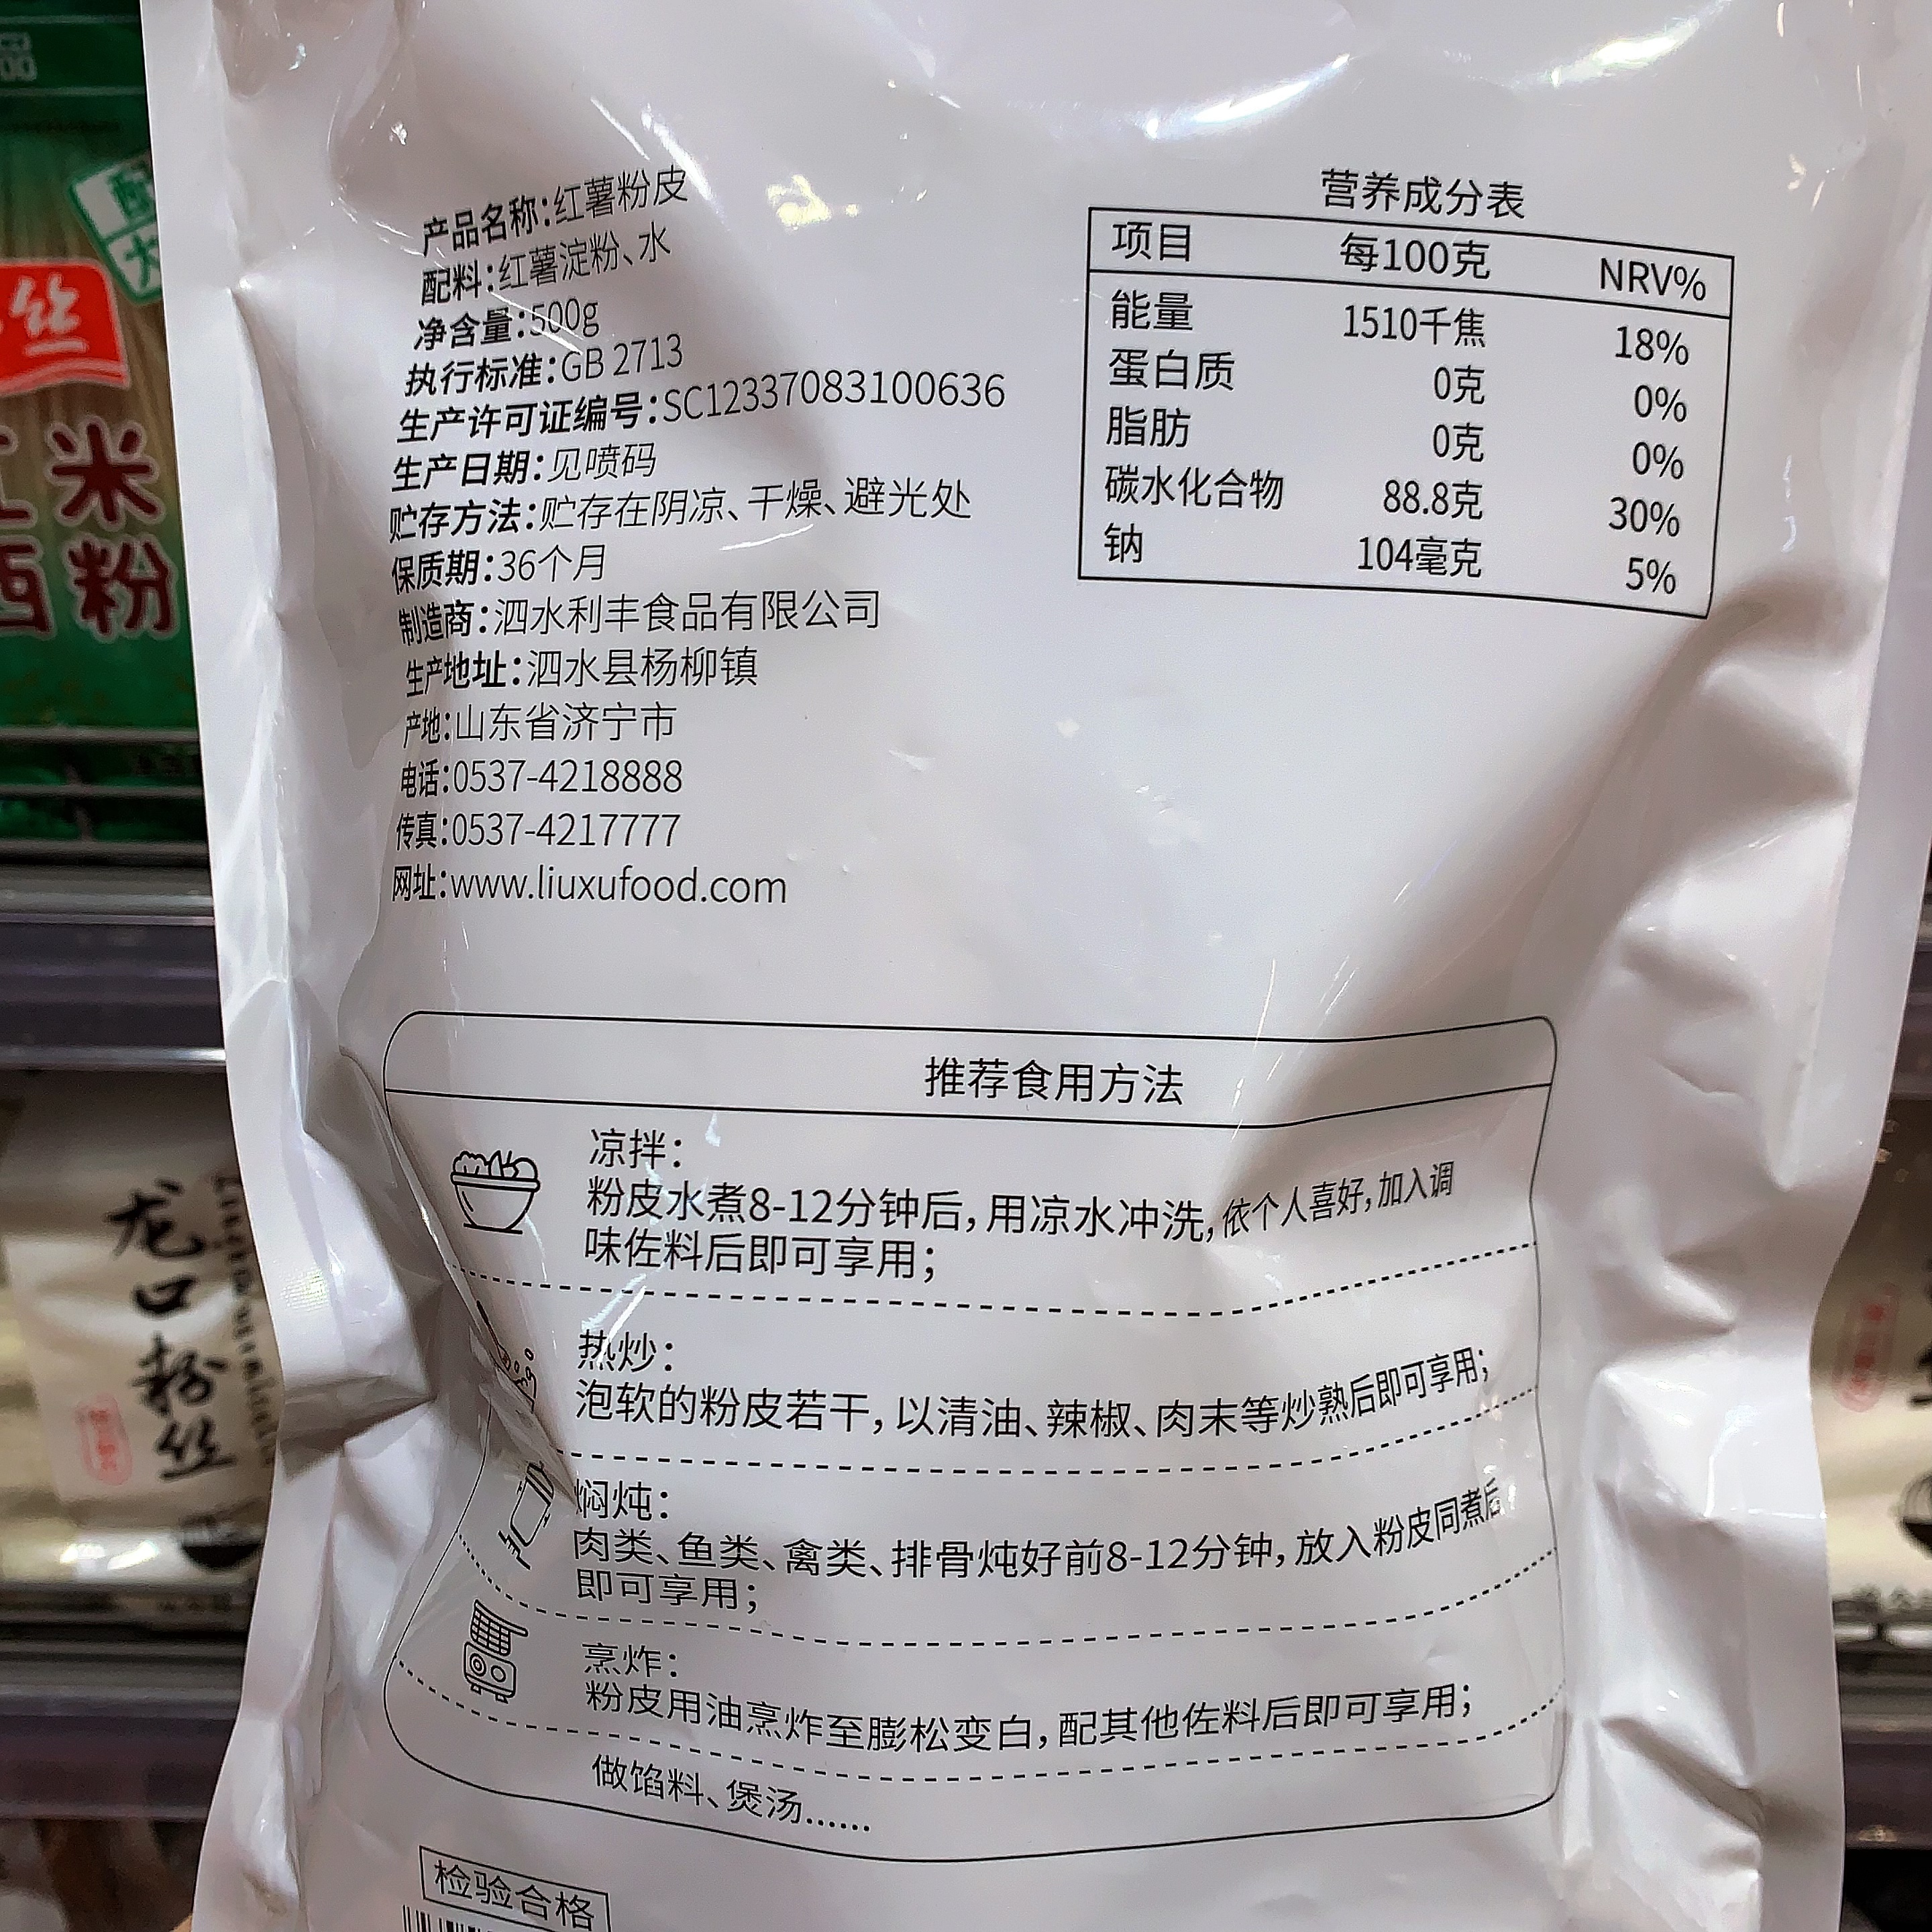 产品名称:红薯粉皮
配料:红薯淀粉、水
净含量:500g
执行标准:GB 2713
生产许可证编号:SC12337083100636
生产日期:见喷码
贮存方法:贮存在阴凉、干燥、避光处
保质期:36个月
制造商:泗水利丰食品有限公司
生产地址:泗水县杨柳镇
产地:山东省济宁市
电话:0537-4218888
传真:0537-4217777
网址:www.liuxufood.com
营养成分表
项目 每100克 NRV%
能量 1510千焦 18%
蛋白质 0克 0%
脂肪 0克 0%
碳水化合物 88.8克 30%
钠 104毫克 5%
推荐食用方法
凉拌:
粉皮水煮8-12分钟后,用凉水冲洗,依个人喜好,加入调
味佐料后即可享用;
热炒:
泡软的粉皮若干,以清油、辣椒、肉末等炒熟后即可享用;
焖炖:
肉类、鱼类、禽类、排骨炖好前8-12分钟,放入粉皮同煮后
即可享用;
烹炸:
粉皮用油烹炸至膨松变白,配其他佐料后即可享用;
做馅料、煲汤......
检验合格
丝
米
西粉
龙口粉丝